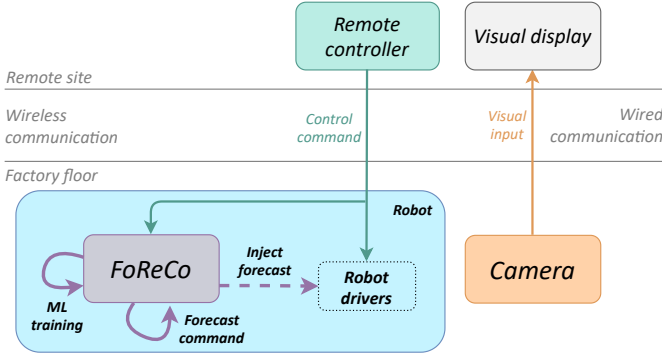 Remote
controller
Visual display
Remote site
Wireless
communication
Control
command
Visual
input
Wired
communication
Factory floor
Robot
FoReCo
Inject
forecast
Robot
drivers
Camera
ML
training
Forecast
command